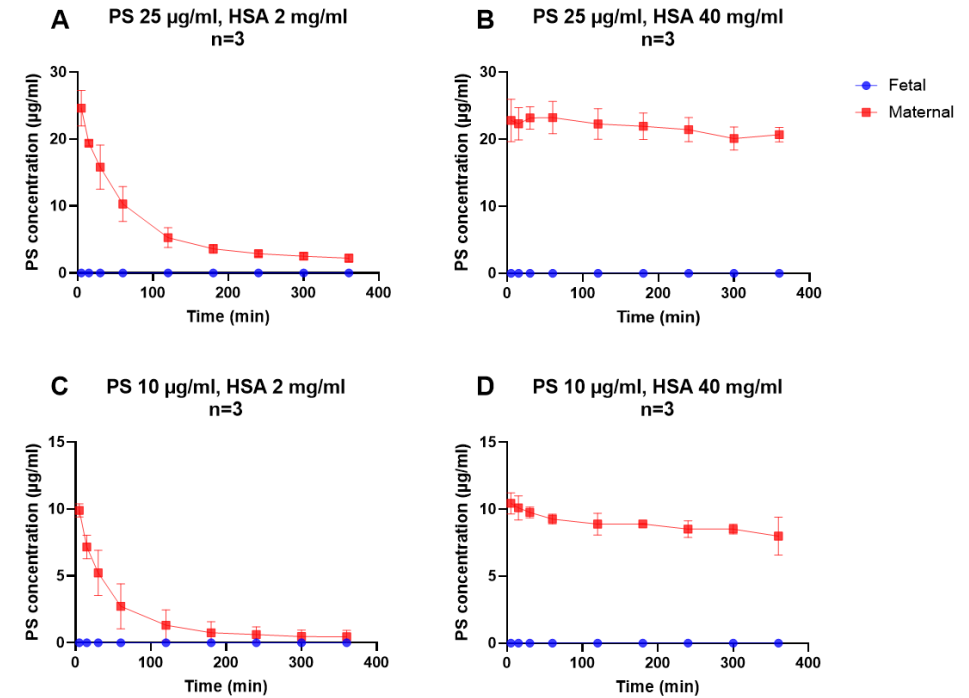 A
PS 25 µg/ml, HSA 2 mg/ml
n=3
PS concentration (µg/ml)
30
20
10
0
0 100 200 300 400
Time (min)
B
PS 25 µg/ml, HSA 40 mg/ml
n=3
PS concentration (µg/ml)
30
20
10
0
0 100 200 300 400
Time (min)
Fetal
Maternal
C
PS 10 µg/ml, HSA 2 mg/ml
n=3
PS concentration (µg/ml)
15
10
5
0
0 100 200 300 400
Time (min)
D
PS 10 µg/ml, HSA 40 mg/ml
n=3
PS concentration (µg/ml)
15
10
5
0
0 100 200 300 400
Time (min)